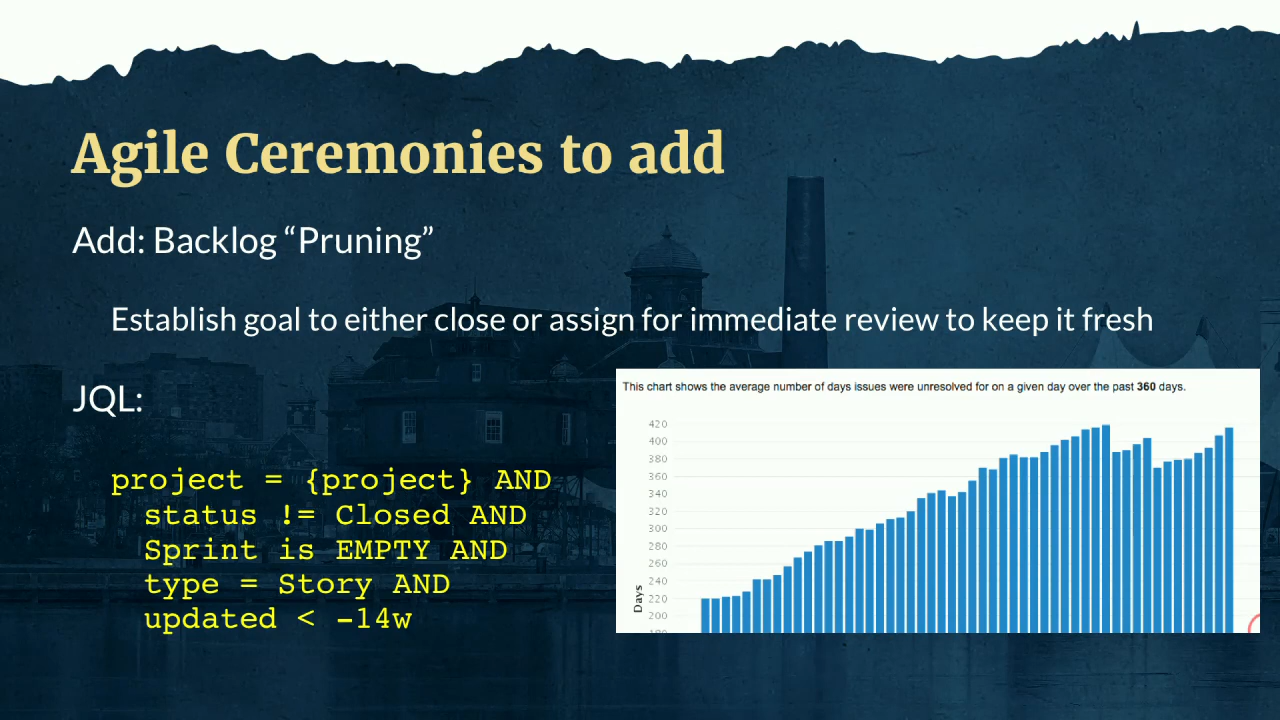 Agile Ceremonies to add
Add: Backlog “Pruning”
Establish goal to either close or assign for immediate review to keep it fresh
JQL:
project = {project} AND
status != Closed AND
Sprint is EMPTY AND
type = Story AND
updated < -14w
This chart shows the average number of days issues were unresolved for on a given day over the past 360 days.
420
400
380
360
340
320
300
280
260
240
220
200
Days